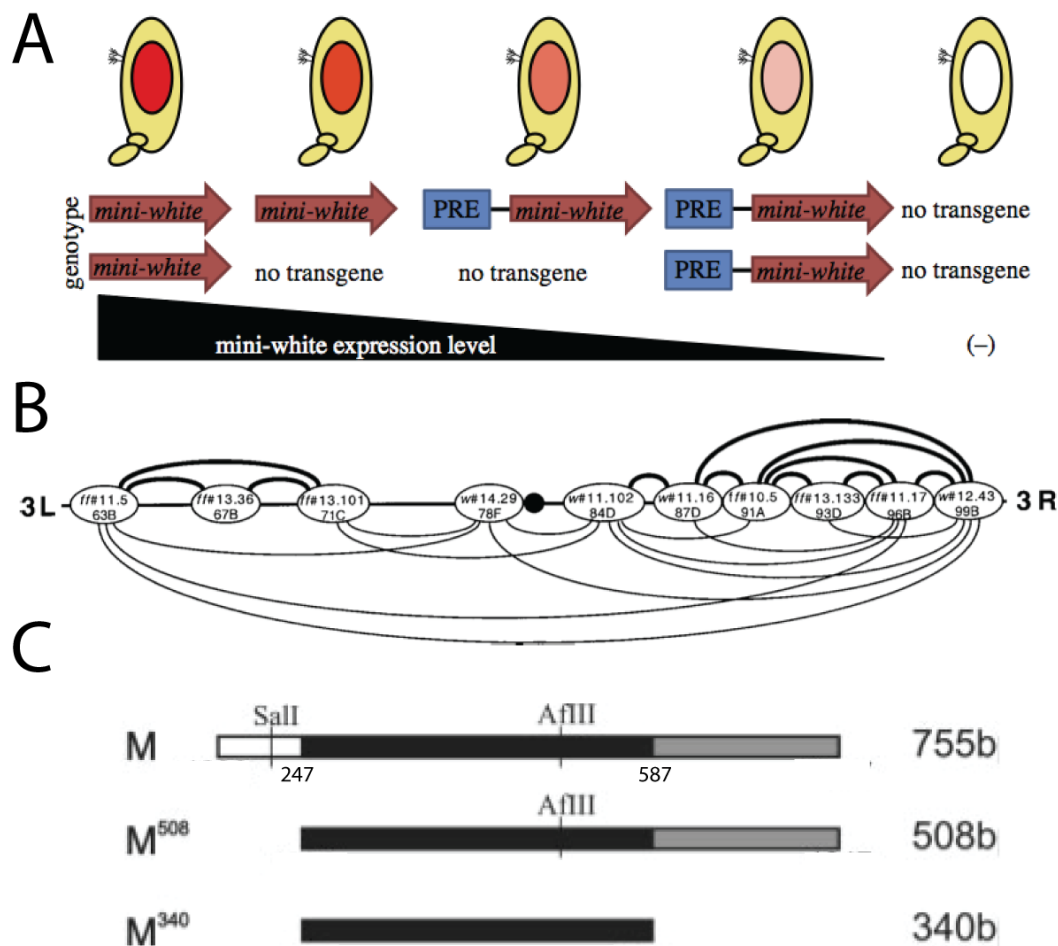 A
genotype
mini-white mini-white PRE mini-white PRE mini-white no transgene
mini-white no transgene no transgene PRE mini-white no transgene
mini-white expression level (–)
B
3L ff#11.5 63B ff#13.36 67B ff#13.101 71C w#14.29 78F w#11.102 84D w#11.16 87D ff#10.5 91A ff#13.133 93D ff#11.17 96B w#12.43 99B 3R
C
SalI AflII
M 755b
247 587
AflII
M508 508b
M340 340b